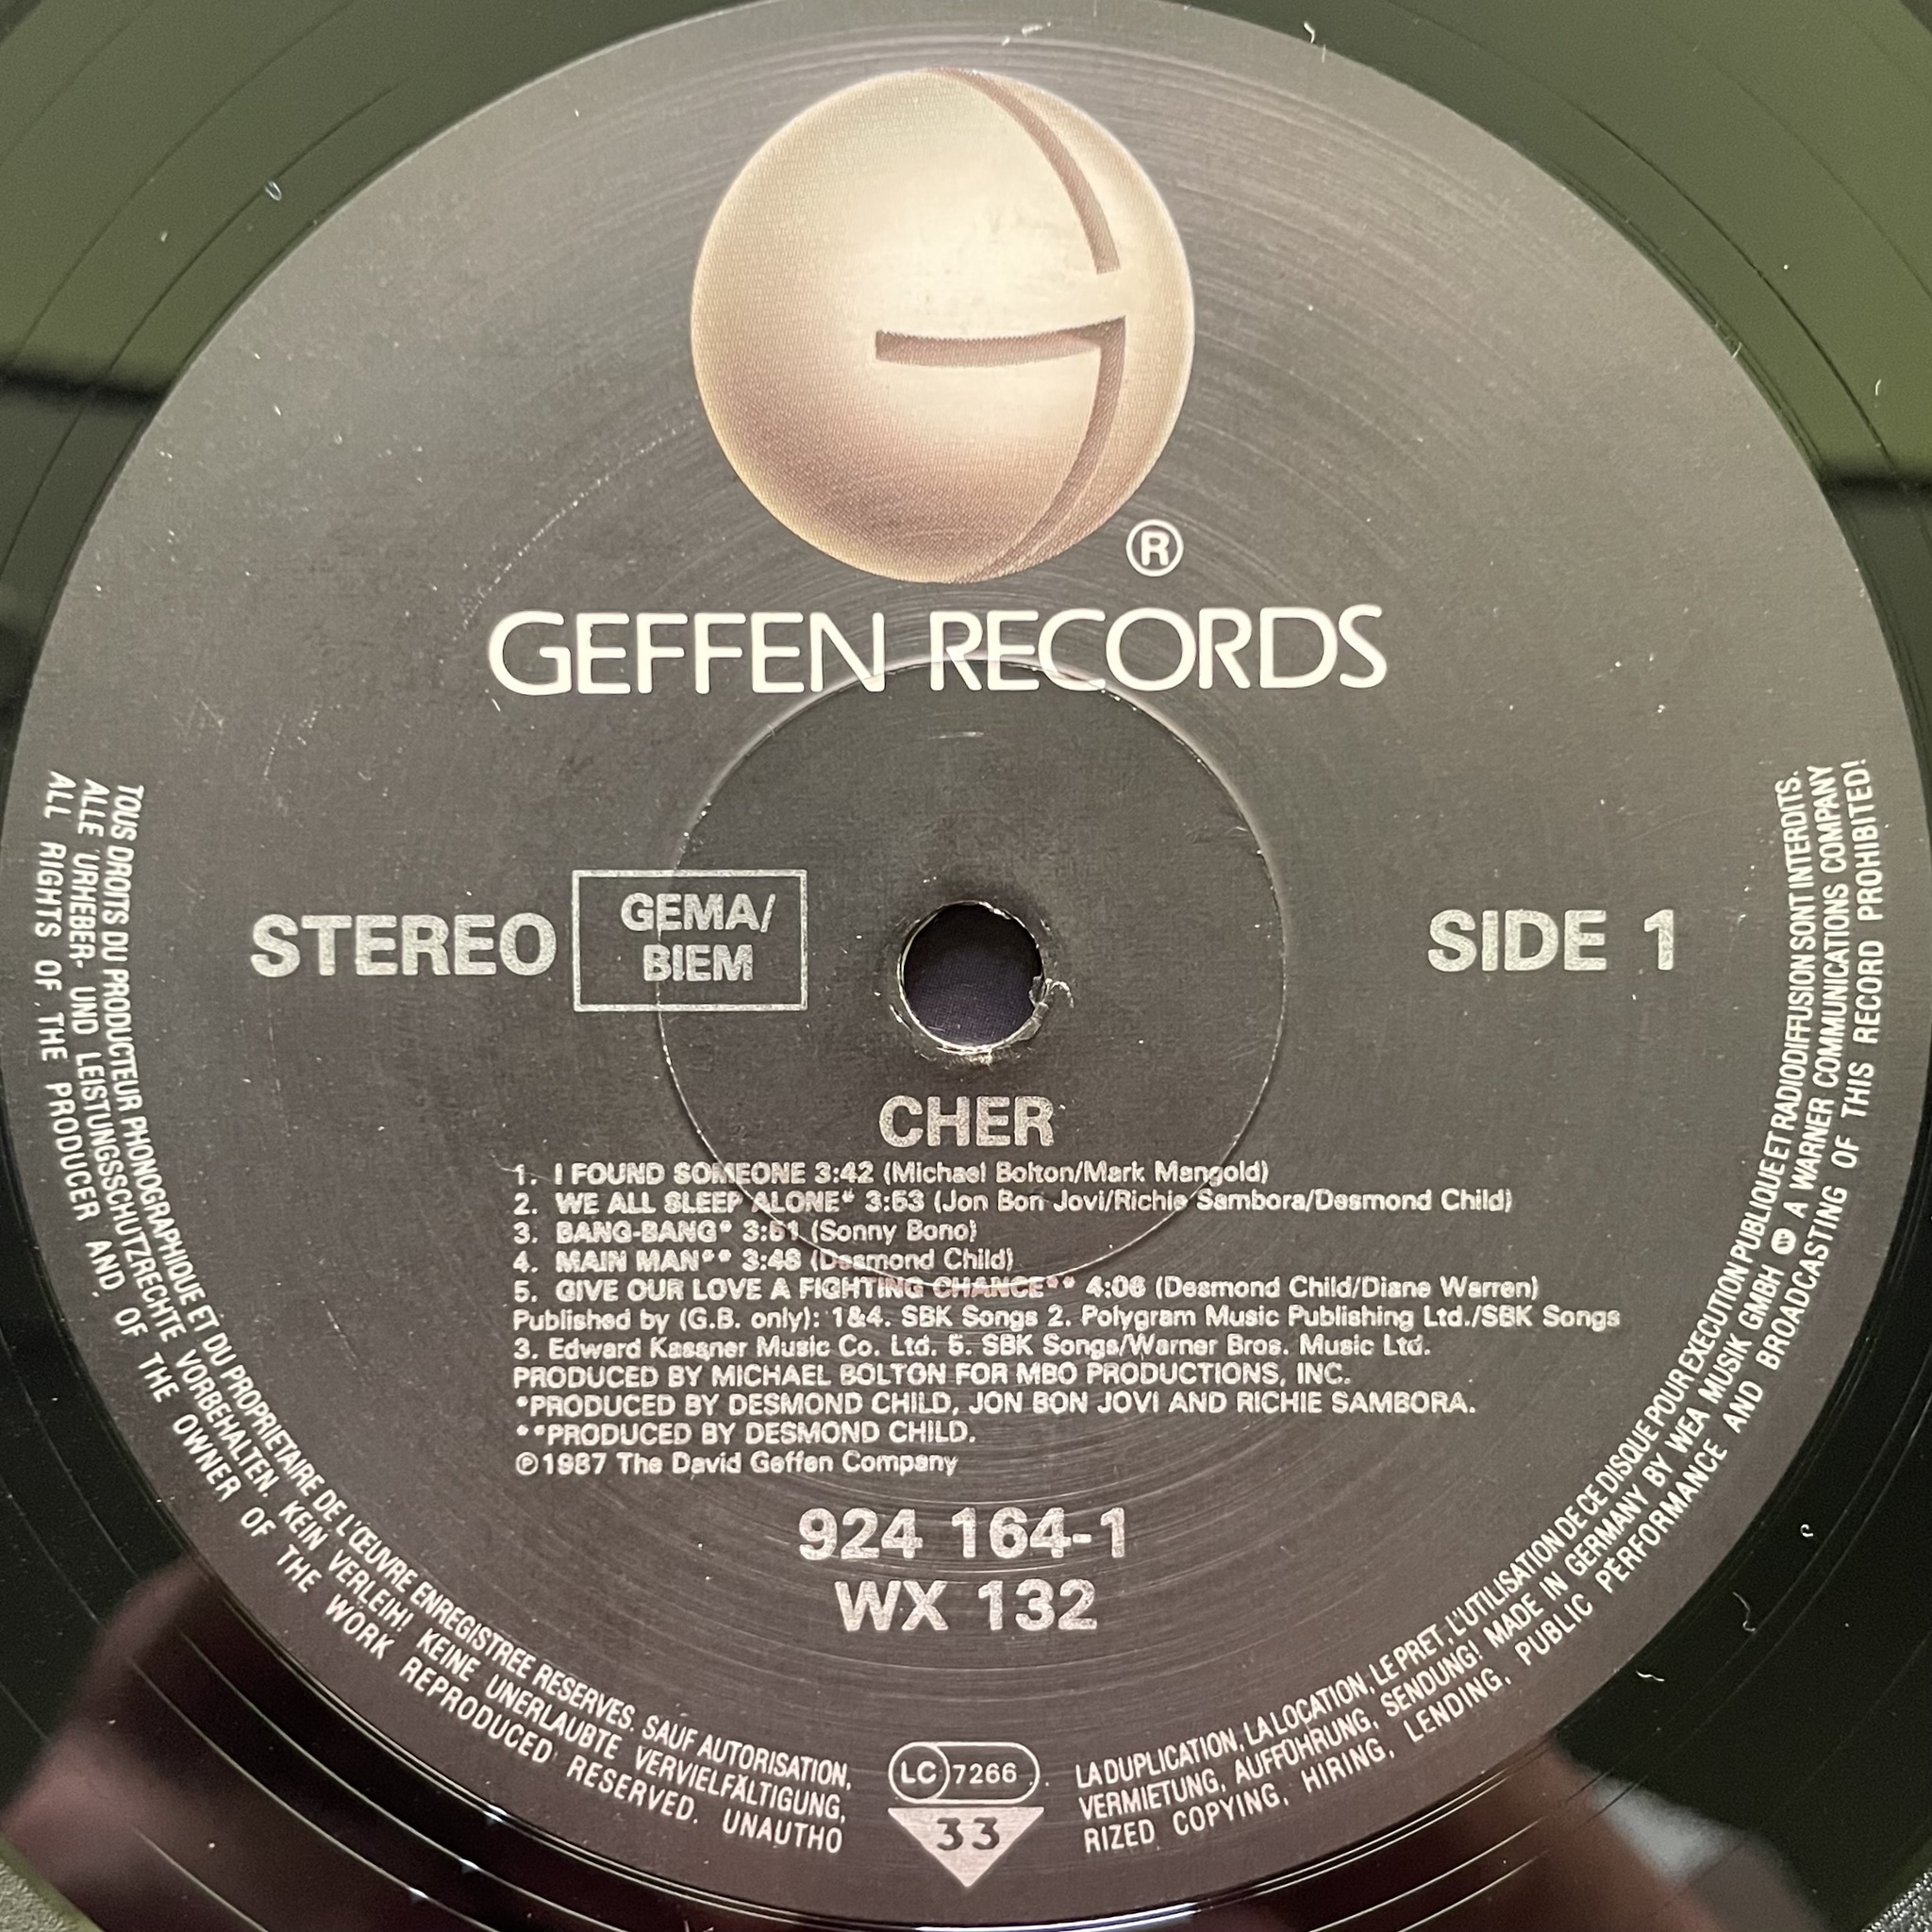 ®
GEFFEN RECORDS
STEREO
GEMA/
BIEM
SIDE 1
CHER
1. I FOUND SOMEONE 3:42 (Michael Bolton/Mark Mangold)
2. WE ALL SLEEP ALONE* 3:53 (Jon Bon Jovi/Richie Sambora/Desmond Child)
3. BANG-BANG* 3:51 (Sonny Bono)
4. MAIN MAN** 3:48 (Desmond Child)
5. GIVE OUR LOVE A FIGHTING CHANCE** 4:06 (Desmond Child/Diane Warren)
Published by (G.B. only): 1&4. SBK Songs 2. Polygram Music Publishing Ltd./SBK Songs
3. Edward Kassner Music Co. Ltd. 5. SBK Songs/Warner Bros. Music Ltd.
PRODUCED BY MICHAEL BOLTON FOR MBO PRODUCTIONS, INC.
*PRODUCED BY DESMOND CHILD, JON BON JOVI AND RICHIE SAMBORA.
**PRODUCED BY DESMOND CHILD.
℗1987 The David Geffen Company
924 164-1
WX 132
TOUS DROITS DU PRODUCTEUR PHONOGRAPHIQUE ET DU PROPRIETAIRE DE L'ŒUVRE ENREGISTREE RESERVES. SAUF AUTORISATION, LA DUPLICATION, LA LOCATION, LE PRET, L'UTILISATION DE CE DISQUE POUR EXECUTION PUBLIQUE ET RADIODIFFUSION SONT INTERDITS.
ALLE URHEBER- UND LEISTUNGSSCHUTZRECHTE VORBEHALTEN. KEIN VERLEIH! KEINE UNERLAUBTE VERVIELFÄLTIGUNG, VERMIETUNG, AUFFÜHRUNG, SENDUNG! MADE IN GERMANY BY WEA MUSIK GMBH A WARNER COMMUNICATIONS COMPANY
ALL RIGHTS OF THE PRODUCER AND OF THE OWNER OF THE WORK REPRODUCED RESERVED. UNAUTHORIZED COPYING, HIRING, LENDING, PUBLIC PERFORMANCE AND BROADCASTING OF THIS RECORD PROHIBITED!
LC 7266
33